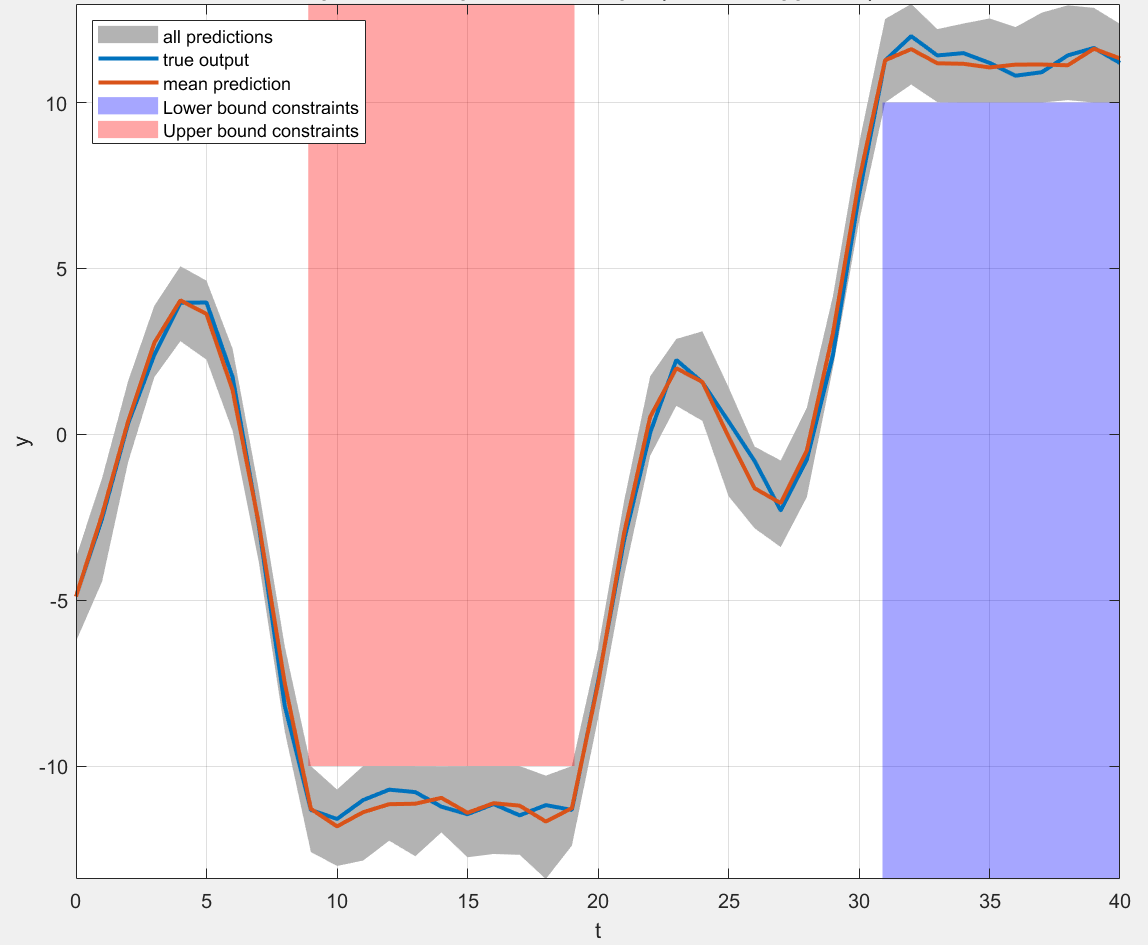 all predictions
true output
mean prediction
Lower bound constraints
Upper bound constraints
10
5
0
-5
-10
y
0 5 10 15 20 25 30 35 40
t